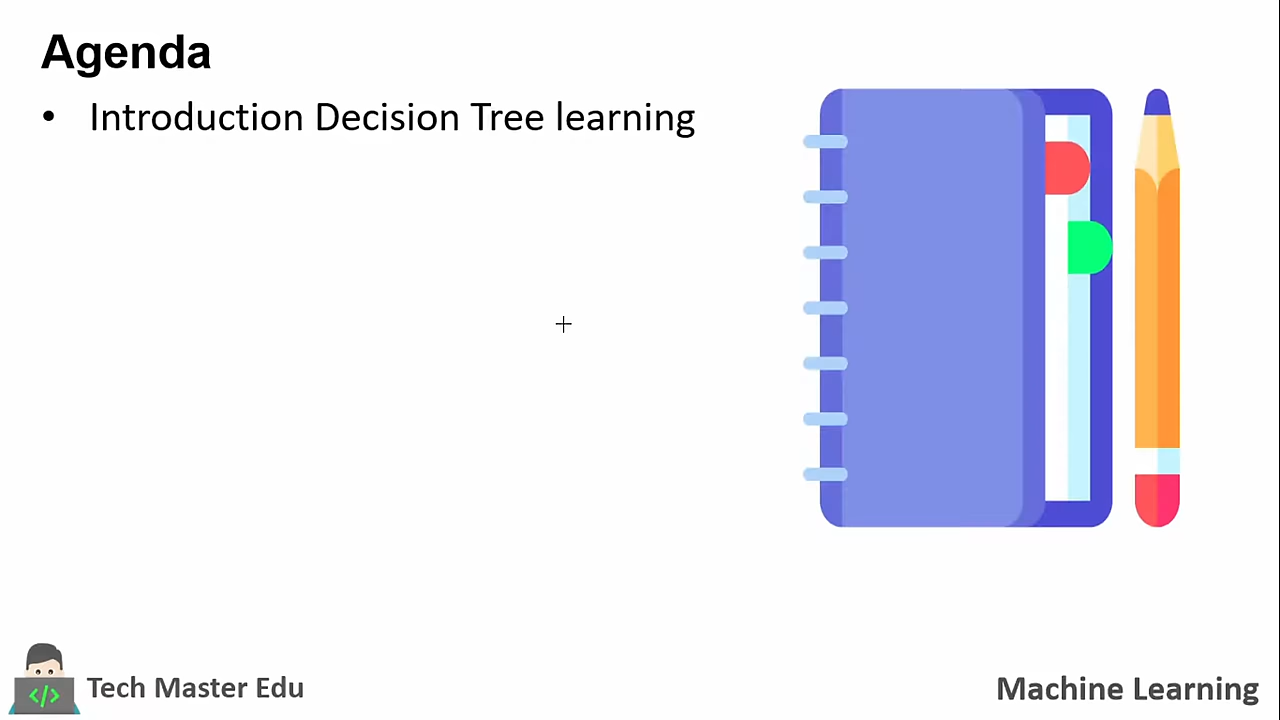 Agenda
• Introduction Decision Tree learning
</>
Tech Master Edu
Machine Learning